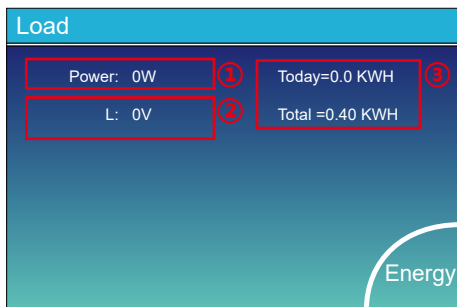 Load
Power: 0W ①
L: 0V ②
Today=0.0 KWH ③
Total =0.40 KWH
Energy